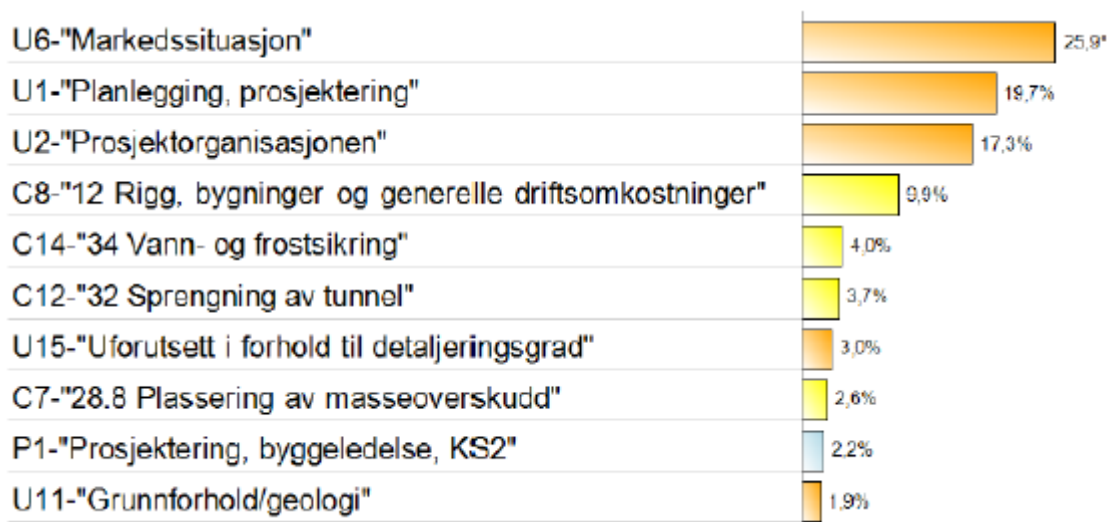 U6-"Markedssituasjon" 25,9
U1-"Planlegging, prosjektering" 19,7%
U2-"Prosjektorganisasjonen" 17,3%
C8-"12 Rigg, bygninger og generelle driftsomkostninger" 9,9%
C14-"34 Vann- og frostsikring" 4,0%
C12-"32 Sprengning av tunnel" 3,7%
U15-"Uforutsett i forhold til detaljeringsgrad" 3,0%
C7-"28.8 Plassering av masseoverskudd" 2,6%
P1-"Prosjektering, byggeledelse, KS2" 2,2%
U11-"Grunnforhold/geologi" 1,9%